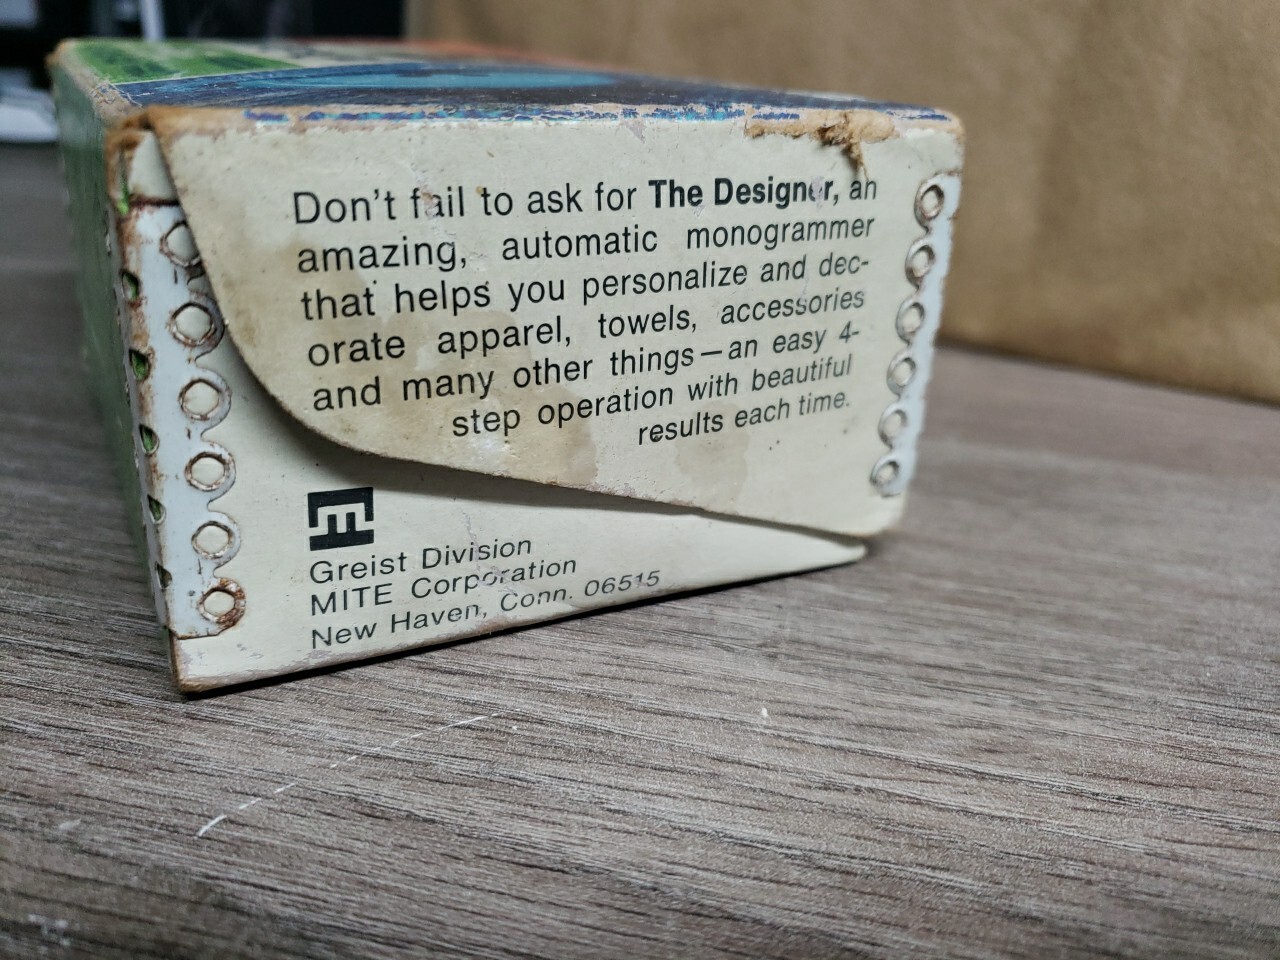 Don't fail to ask for The Designer, an
amazing, automatic monogrammer
that helps you personalize and dec-
orate apparel, towels, accessories
and many other things—an easy 4-
step operation with beautiful
results each time.
Greist Division
MITE Corporation
New Haven, Conn. 06515